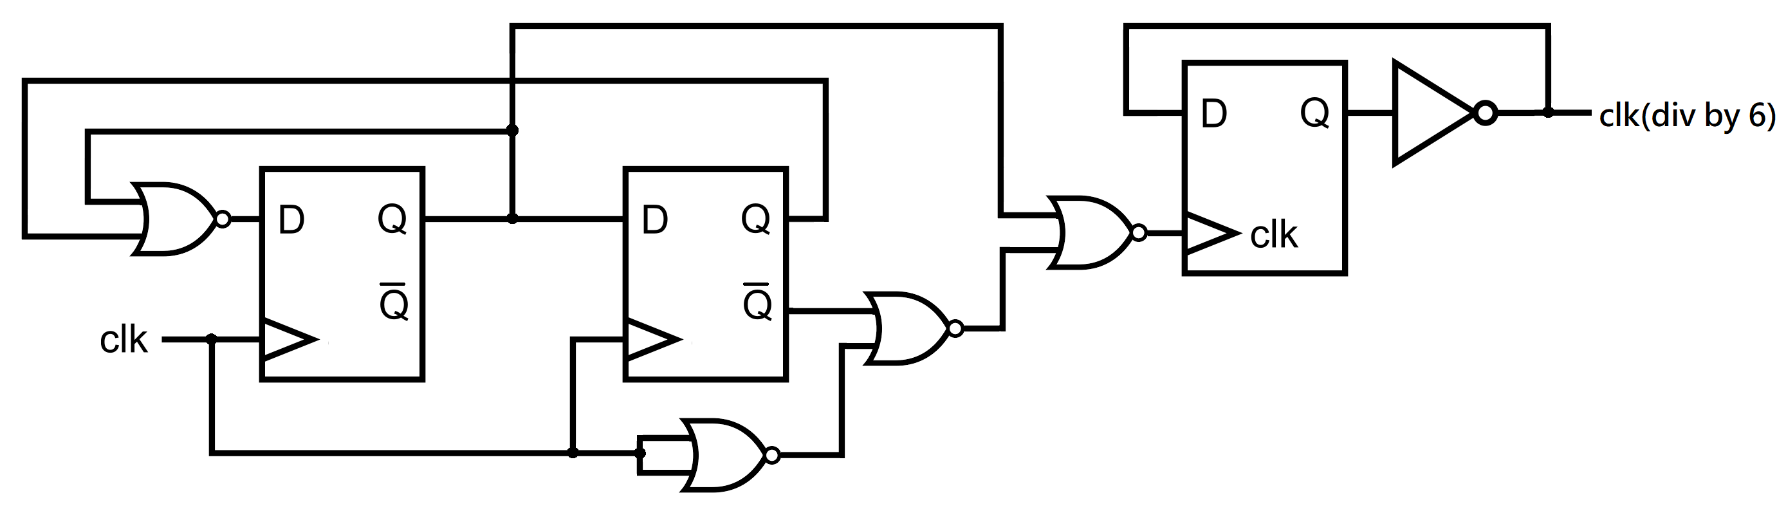 D Q
Q̅
clk
D Q
Q̅
D Q
clk
clk(div by 6)